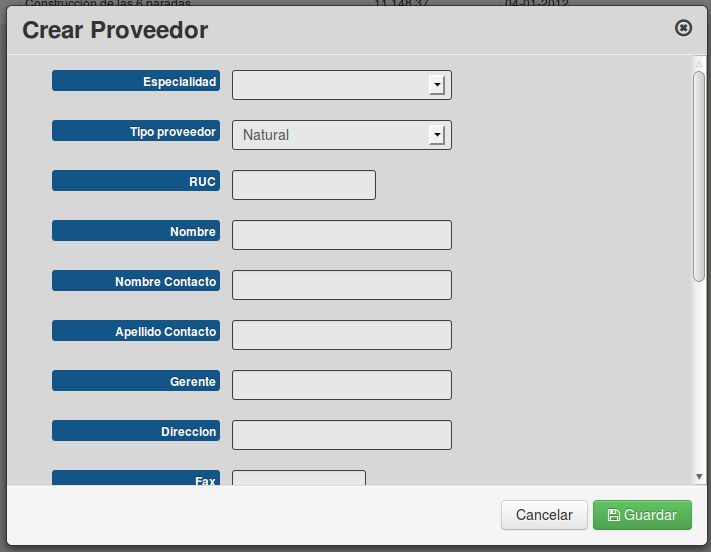 Construcción de las 6 paradas 11,148.37 04-01-2012
Crear Proveedor
Especialidad
Tipo proveedor Natural
RUC
Nombre
Nombre Contacto
Apellido Contacto
Gerente
Direccion
Fax
Cancelar Guardar